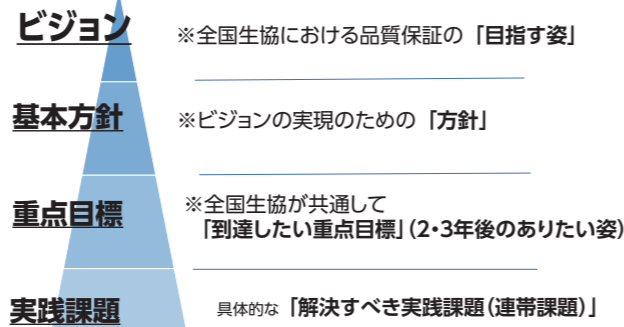 ビジョン
※全国生協における品質保証の「目指す姿」
基本方針
※ビジョンの実現のための「方針」
重点目標
※全国生協が共通して
「到達したい重点目標」(2・3年後のありたい姿)
実践課題
具体的な「解決すべき実践課題(連帯課題)」